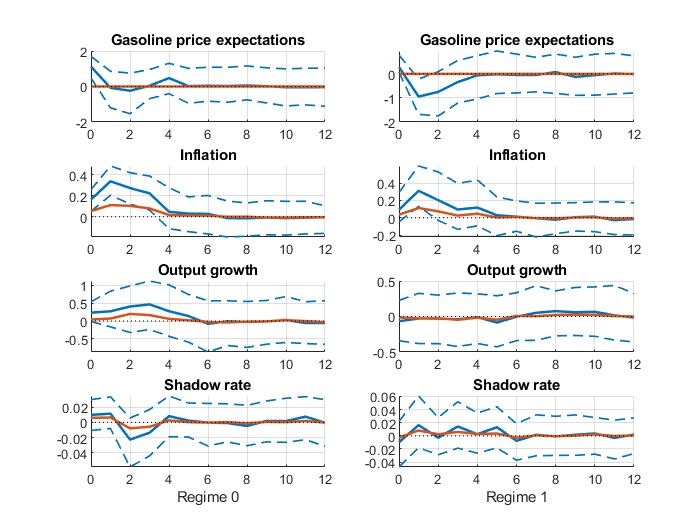 Gasoline price expectations
2
0
-2
0 2 4 6 8 10 12
Gasoline price expectations
0
-1
-2
0 2 4 6 8 10 12
Inflation
0.4
0.2
0
0 2 4 6 8 10 12
Inflation
0.4
0.2
0
-0.2
0 2 4 6 8 10 12
Output growth
1
0.5
0
-0.5
0 2 4 6 8 10 12
Output growth
0.5
0
-0.5
0 2 4 6 8 10 12
Shadow rate
0.02
0
-0.02
-0.04
0 2 4 6 8 10 12
Regime 0
Shadow rate
0.06
0.04
0.02
0
-0.02
-0.04
0 2 4 6 8 10 12
Regime 1